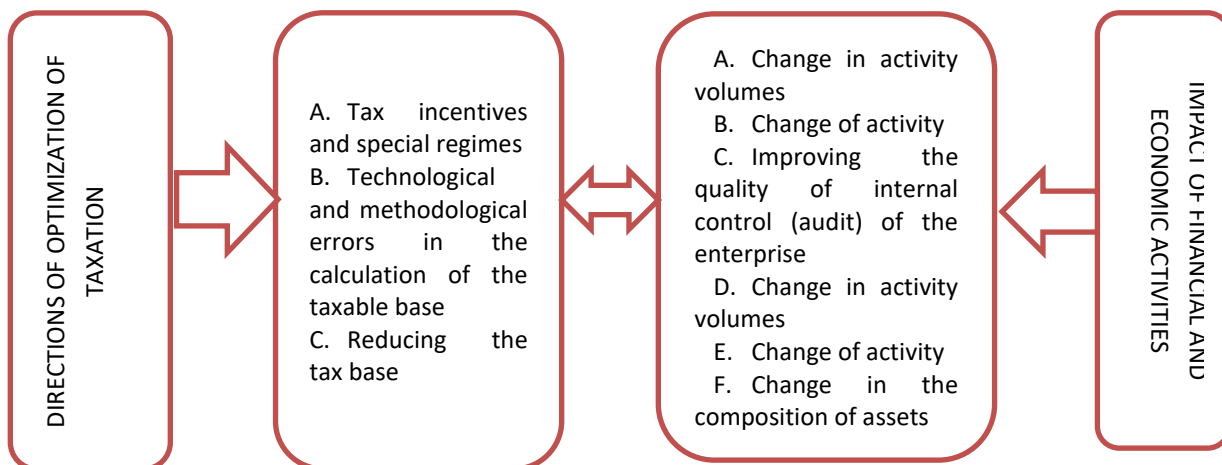 DIRECTIONS OF OPTIMIZATION OF
TAXATION
A. Tax incentives
and special regimes
B. Technological
and methodological
errors in the
calculation of the
taxable base
C. Reducing the
tax base
A. Change in activity
volumes
B. Change of activity
C. Improving the
quality of internal
control (audit) of the
enterprise
D. Change in activity
volumes
E. Change of activity
F. Change in the
composition of assets
IMPACT OF FINANCIAL AND
ECONOMIC ACTIVITIES